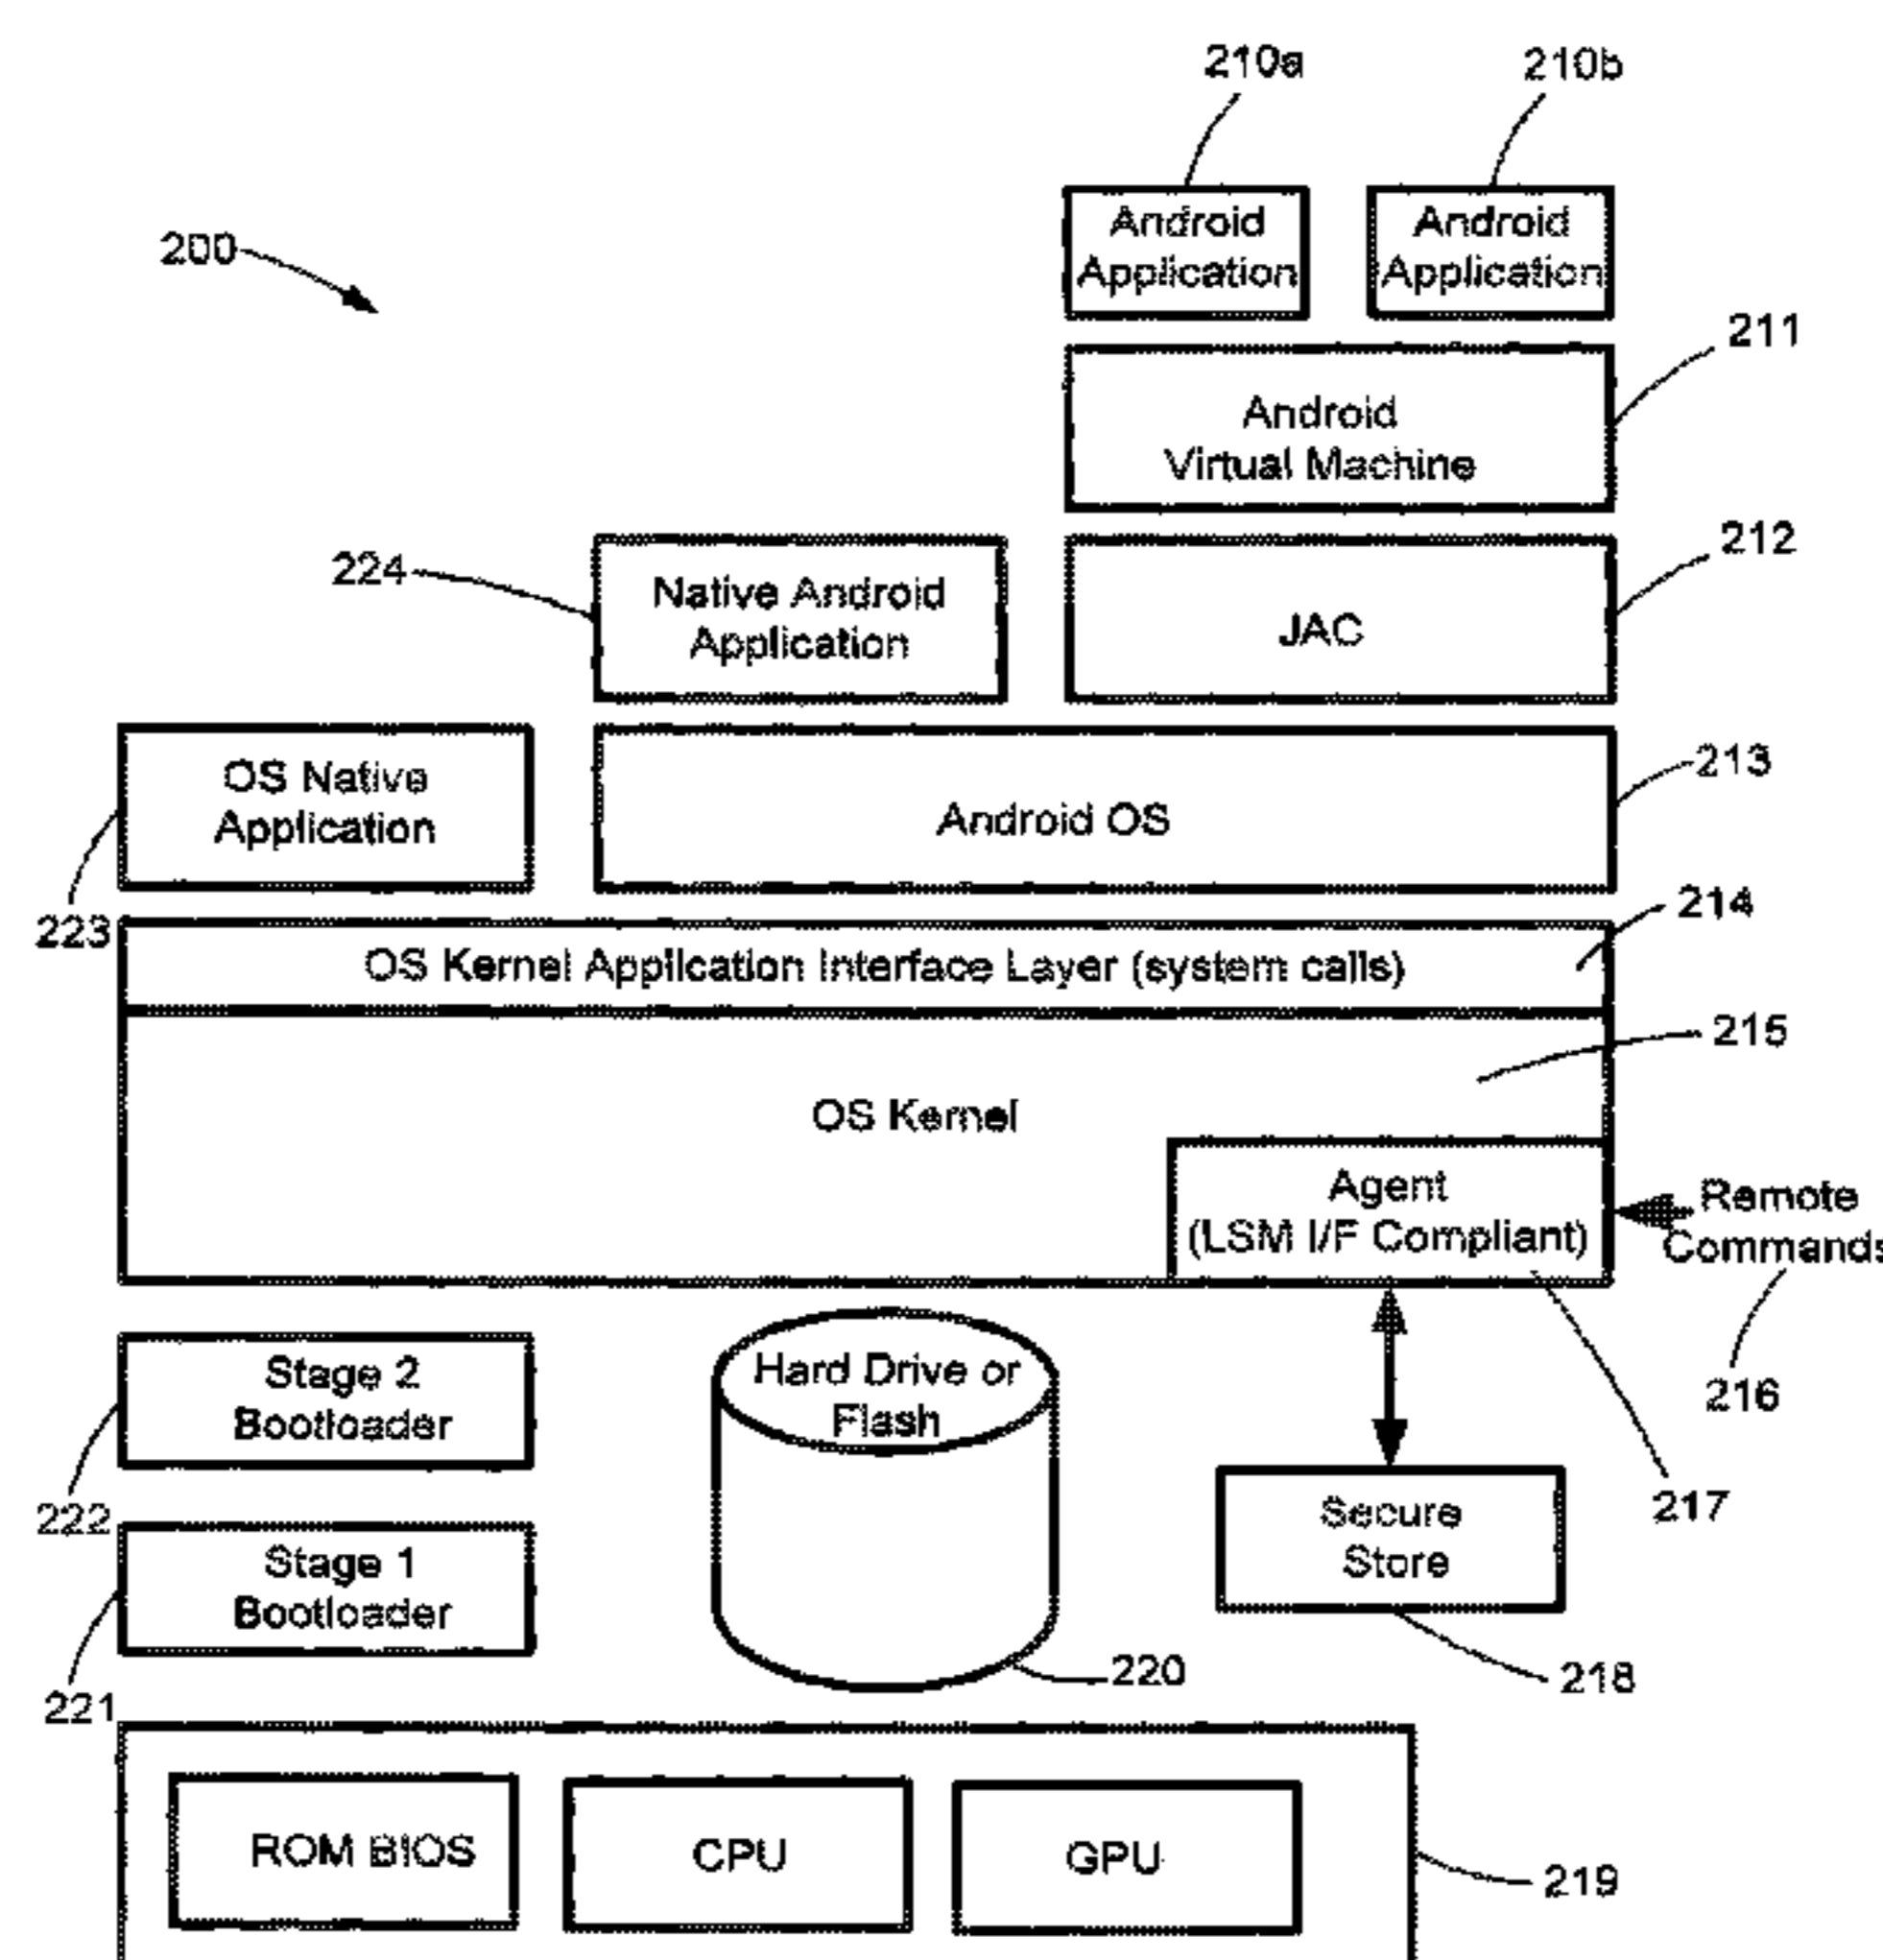 210a
210b
200
Android
Application
Android
Application
211
Android
Virtual Machine
212
224
Native Android
Application
JAC
213
OS Native
Application
Android OS
223
214
OS Kernel Application Interface Layer (system calls)
215
OS Kernel
Agent
(LSM I/F Compliant)
Remote
Commands
216
Stage 2
Bootloader
Hard Drive or
Flash
222
217
Secure
Store
Stage 1
Bootloader
220
218
221
ROM BIOS
CPU
GPU
219